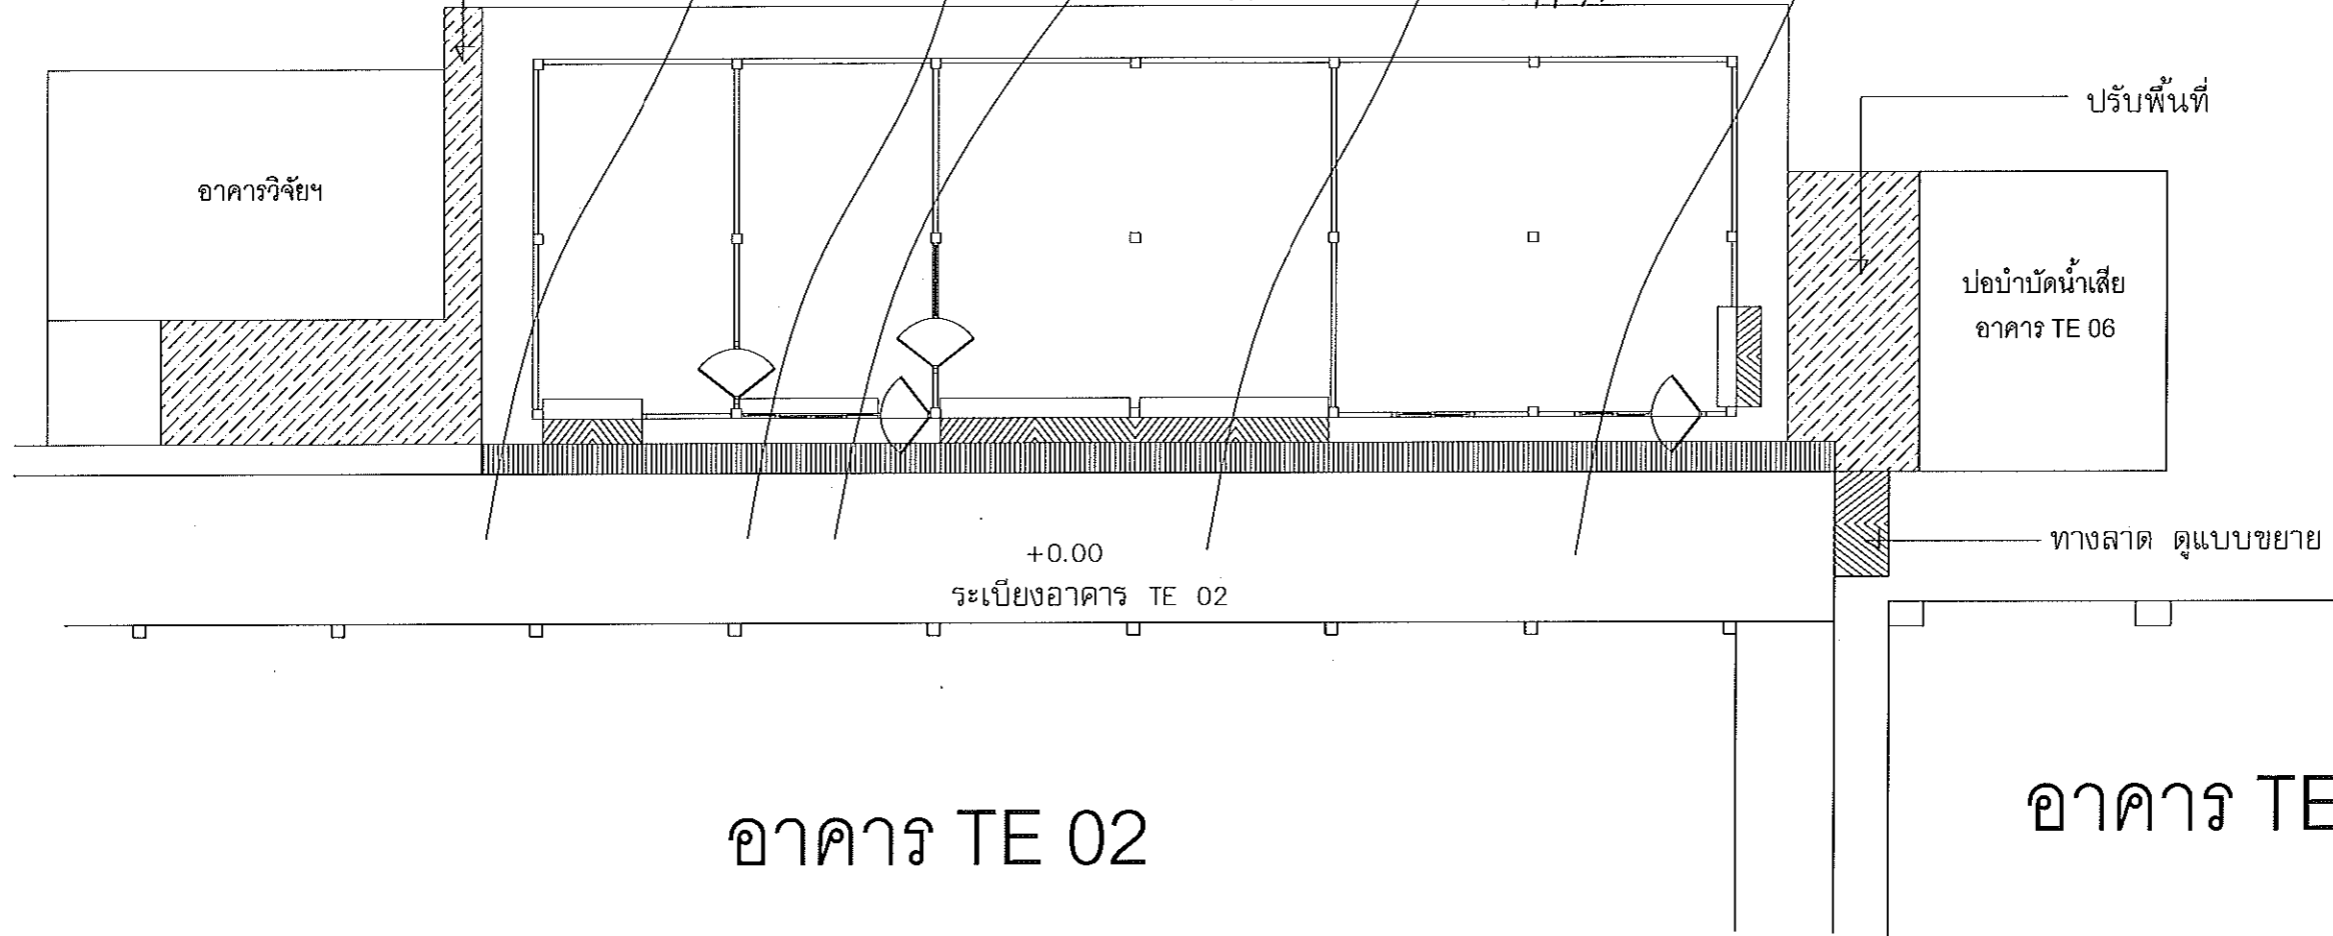 ปรับพื้นที่
อาคารวิจัยฯ
บ่อบำบัดน้ำเสีย
อาคาร TE 06
+0.00
ระเบียงอาคาร TE 02
ทางลาด ดูแบบขยาย
อาคาร TE 02
อาคาร TE